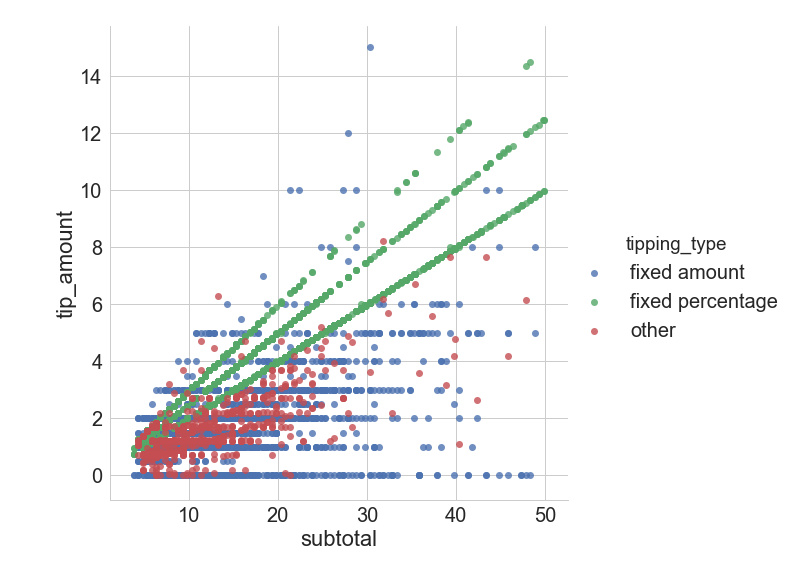 14
12
10
8
6
4
2
0
tip_amount
10 20 30 40 50
subtotal
tipping_type
fixed amount
fixed percentage
other